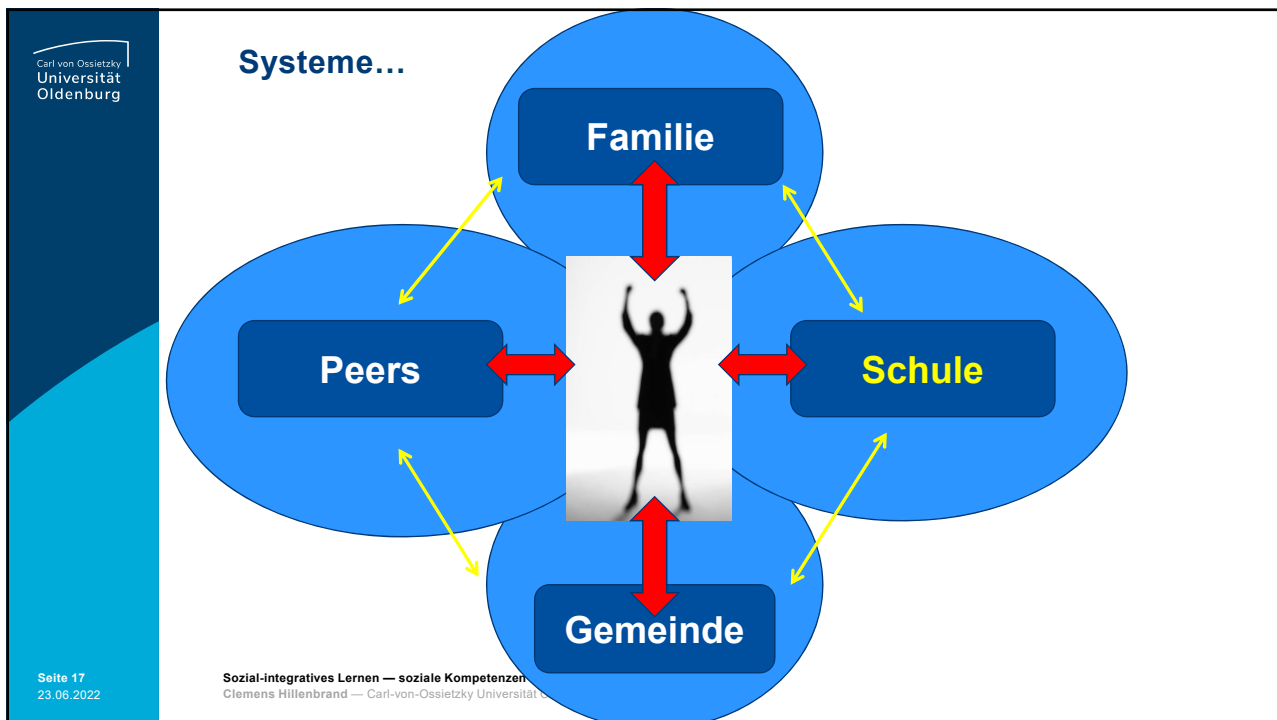 Carl von Ossietzky
Universität
Oldenburg
Systeme…
Familie
Peers
Schule
Gemeinde
Seite 17
23.06.2022
Sozial-integratives Lernen — soziale Kompetenzen
Clemens Hillenbrand — Carl-von-Ossietzky Universität